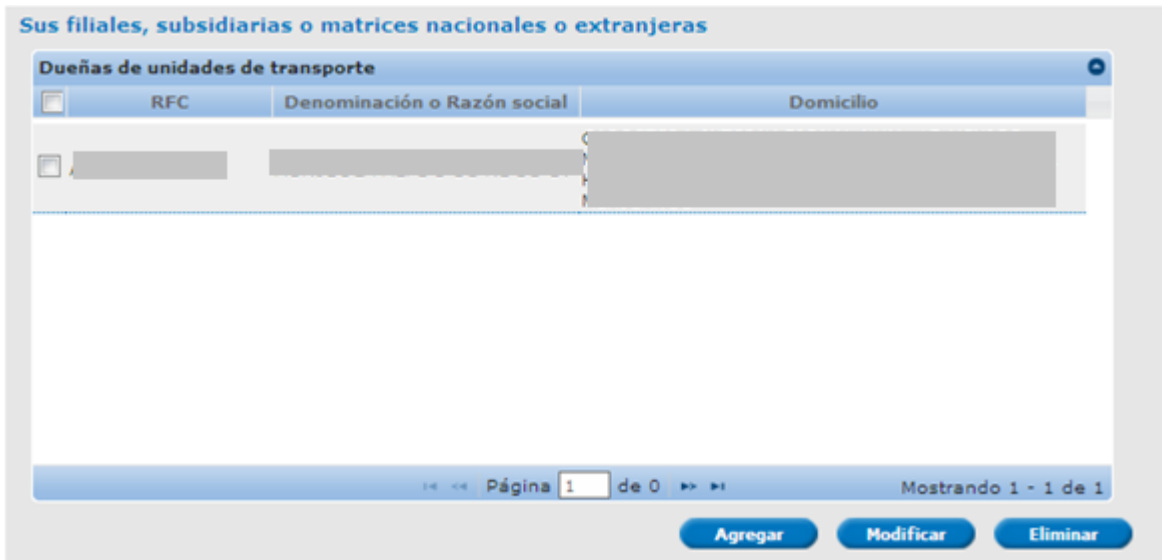 Sus filiales, subsidiarias o matrices nacionales o extranjeras
Dueñas de unidades de transporte
RFC Denominación o Razón social Domicilio
Página 1 de 0 Mostrando 1 - 1 de 1
Agregar Modificar Eliminar